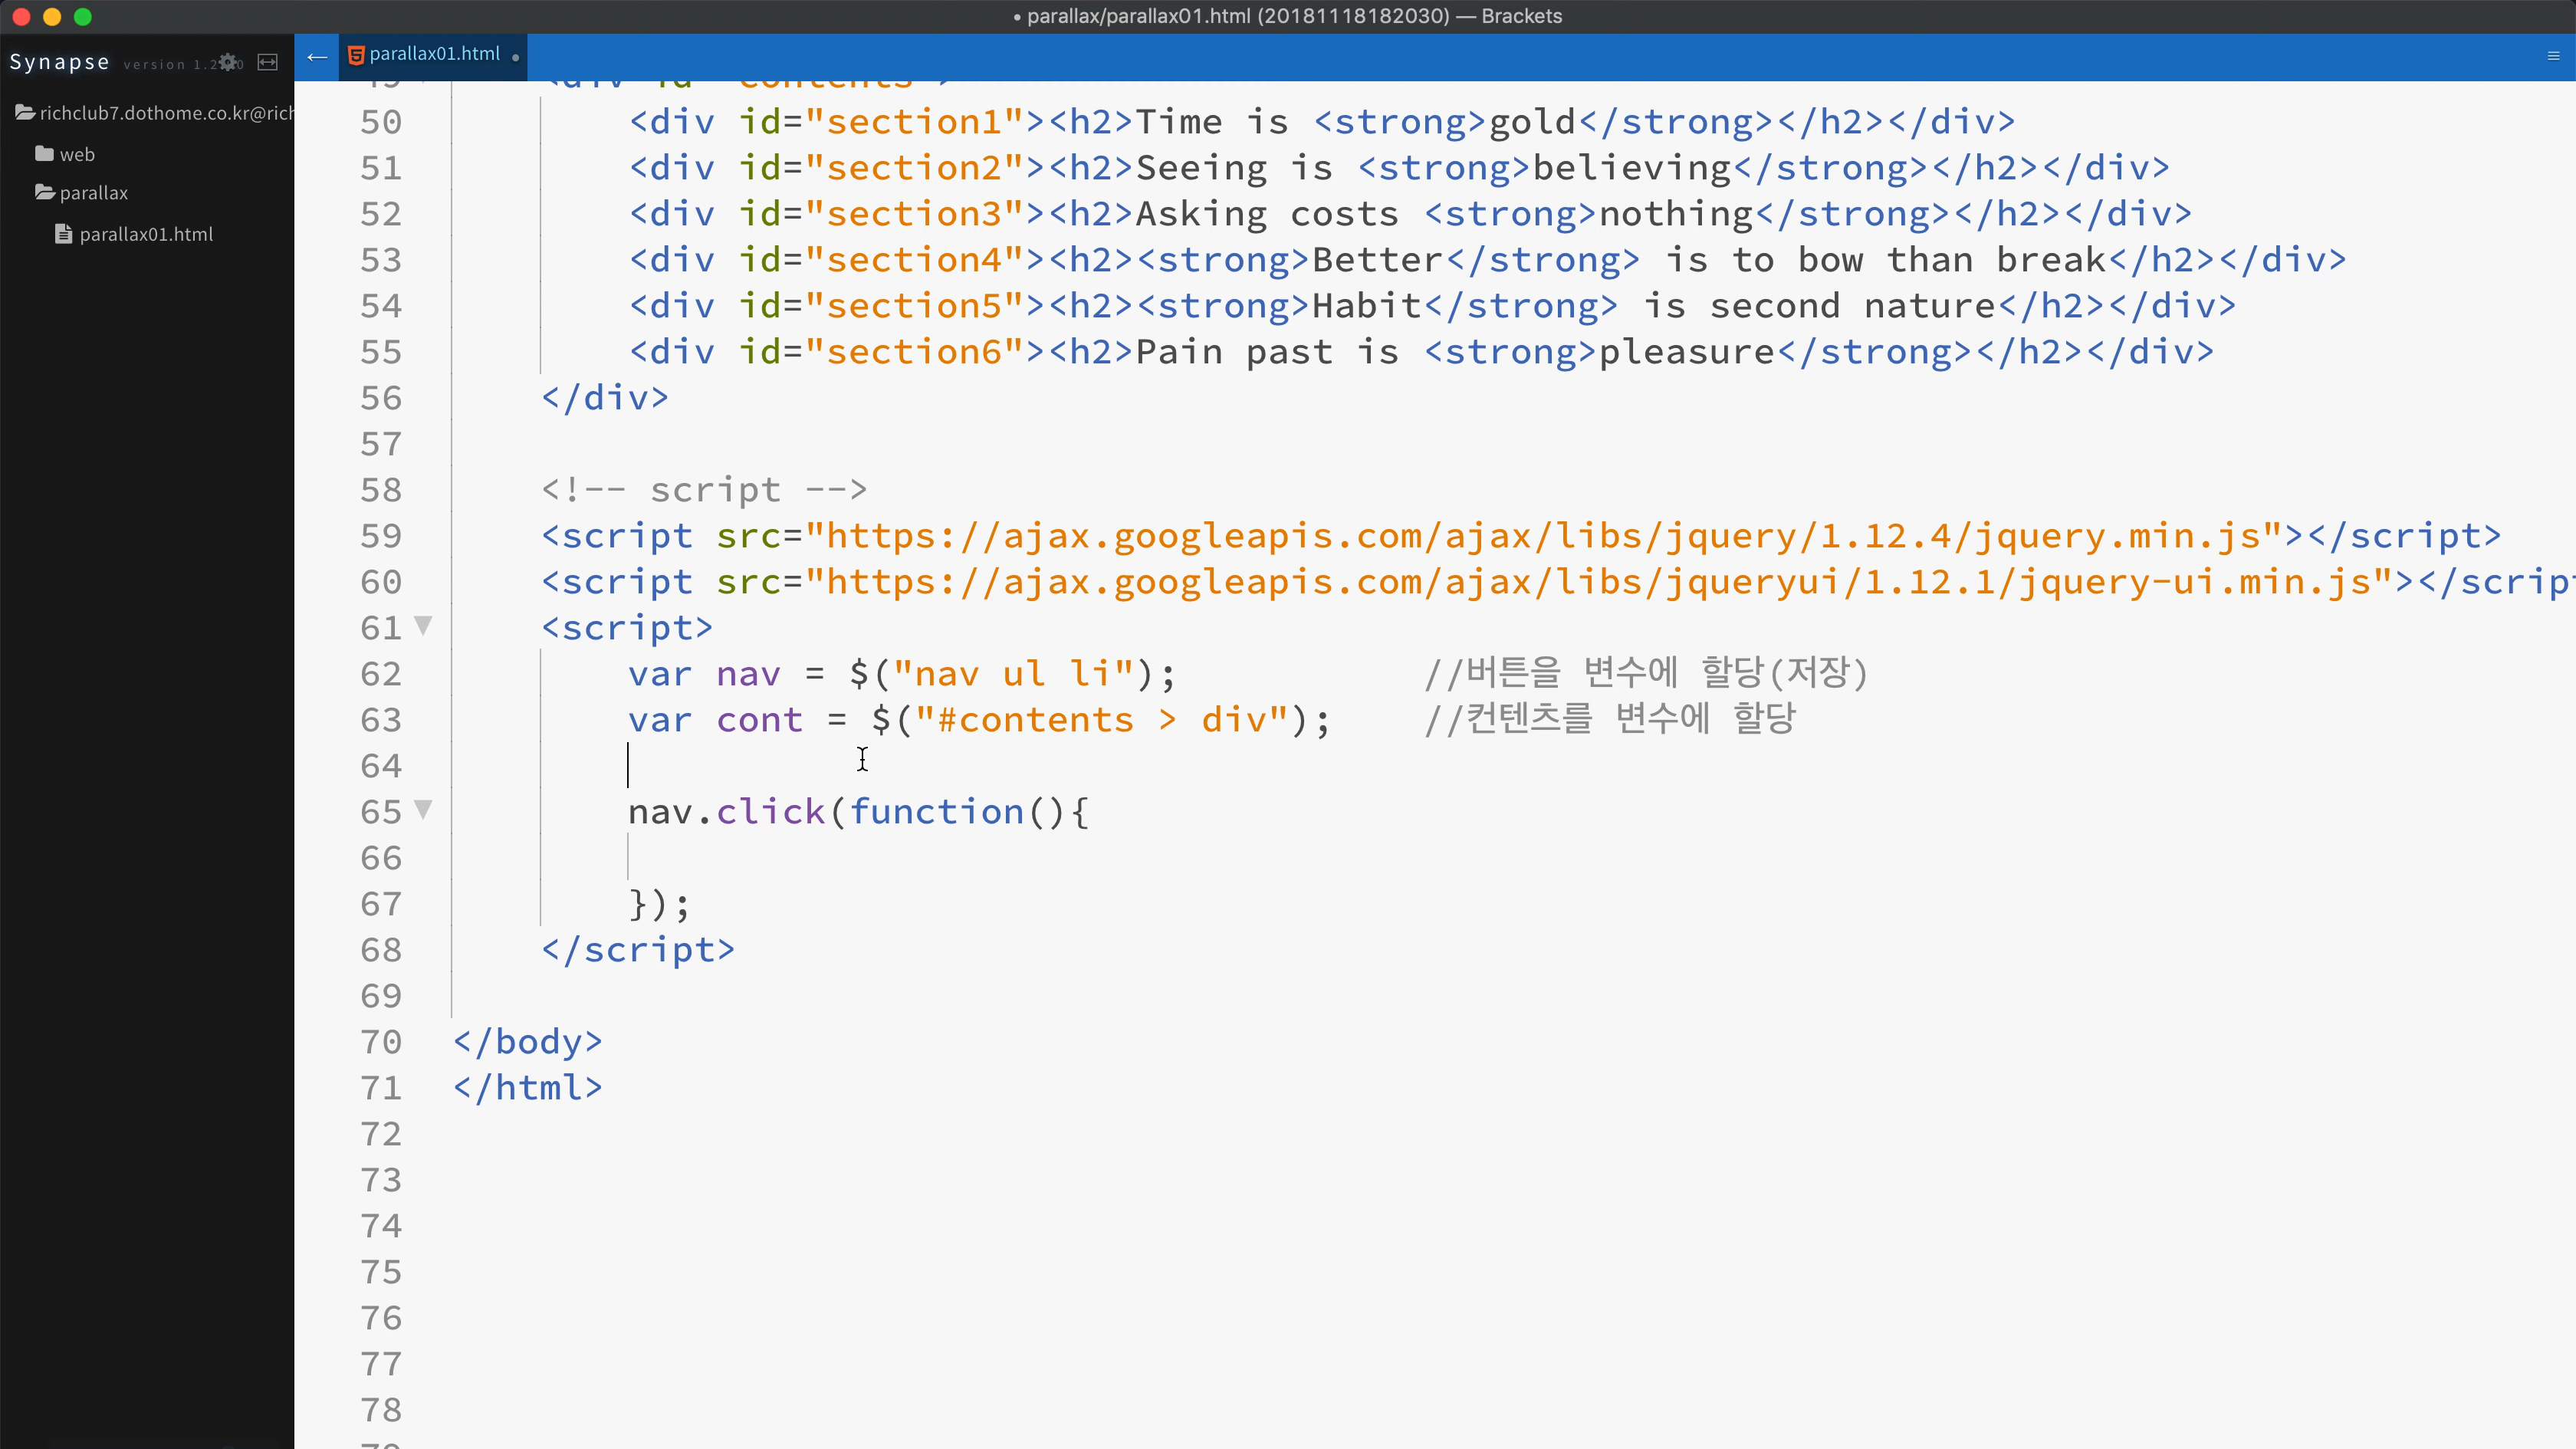 • parallax/parallax01.html (20181118182030) — Brackets
Synapse
richclub7.dothome.co.kr@rich
web
parallax
parallax01.html
parallax01.html •
50 <div id="section1"><h2>Time is <strong>gold</strong></h2></div>
51 <div id="section2"><h2>Seeing is <strong>believing</strong></h2></div>
52 <div id="section3"><h2>Asking costs <strong>nothing</strong></h2></div>
53 <div id="section4"><h2><strong>Better</strong> is to bow than break</h2></div>
54 <div id="section5"><h2><strong>Habit</strong> is second nature</h2></div>
55 <div id="section6"><h2>Pain past is <strong>pleasure</strong></h2></div>
56 </div>
57
58 <!-- script -->
59 <script src="https://ajax.googleapis.com/ajax/libs/jquery/1.12.4/jquery.min.js"></script>
60 <script src="https://ajax.googleapis.com/ajax/libs/jqueryui/1.12.1/jquery-ui.min.js"></scrip
61 <script>
62 var nav = $("nav ul li"); //버튼을 변수에 할당(저장)
63 var cont = $("#contents > div"); //컨텐츠를 변수에 할당
64
65 nav.click(function(){
66
67 });
68 </script>
69
70 </body>
71 </html>
72
73
74
75
76
77
78